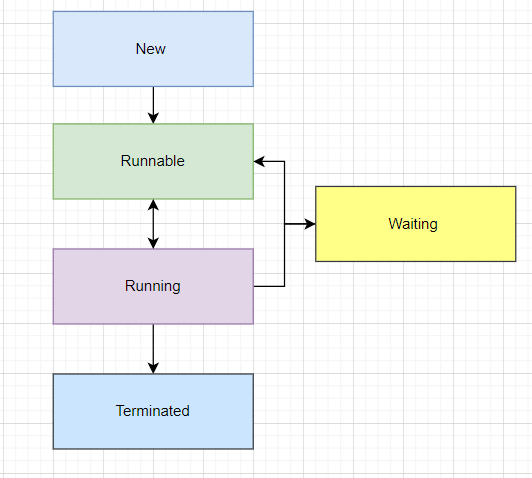 New
Runnable
Waiting
Running
Terminated